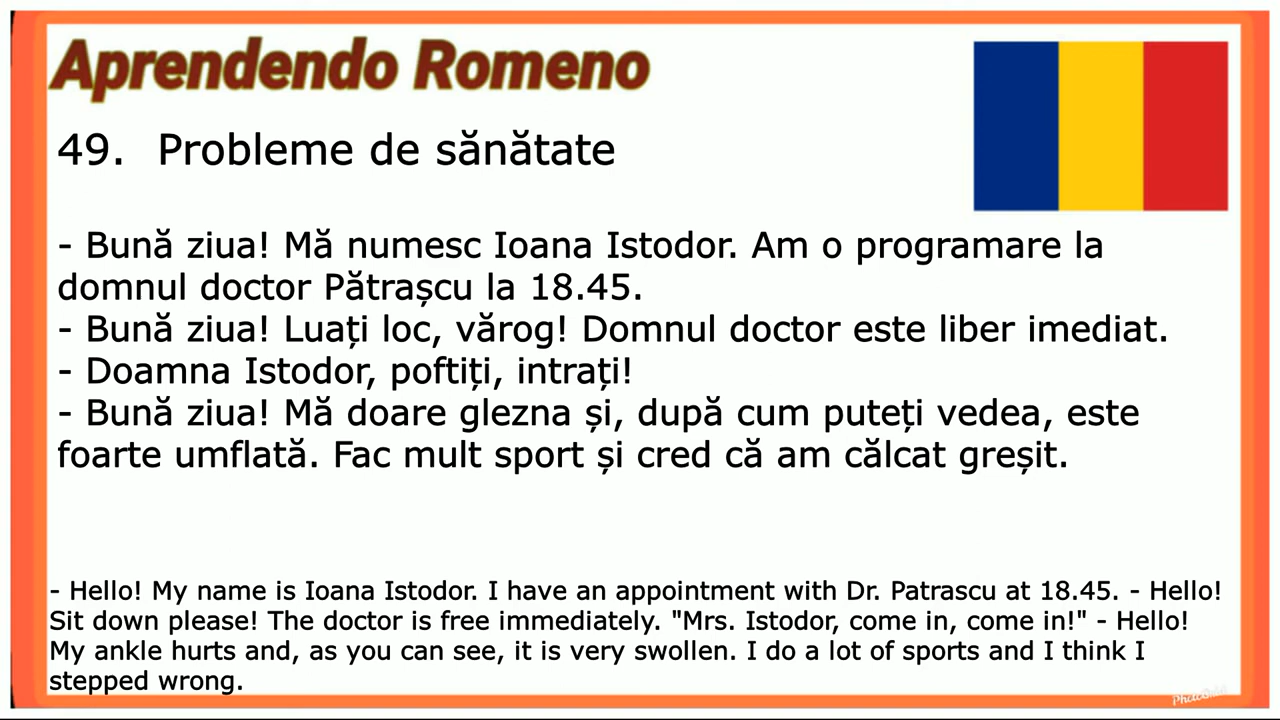 Aprendendo Romeno
49. Probleme de sănătate
- Bună ziua! Mă numesc Ioana Istodor. Am o programare la
domnul doctor Pătrașcu la 18.45.
- Bună ziua! Luați loc, vărog! Domnul doctor este liber imediat.
- Doamna Istodor, poftiți, intrați!
- Bună ziua! Mă doare glezna și, după cum puteți vedea, este
foarte umflată. Fac mult sport și cred că am călcat greșit.
- Hello! My name is Ioana Istodor. I have an appointment with Dr. Patrascu at 18.45. - Hello!
Sit down please! The doctor is free immediately. "Mrs. Istodor, come in, come in!" - Hello!
My ankle hurts and, as you can see, it is very swollen. I do a lot of sports and I think I
stepped wrong.